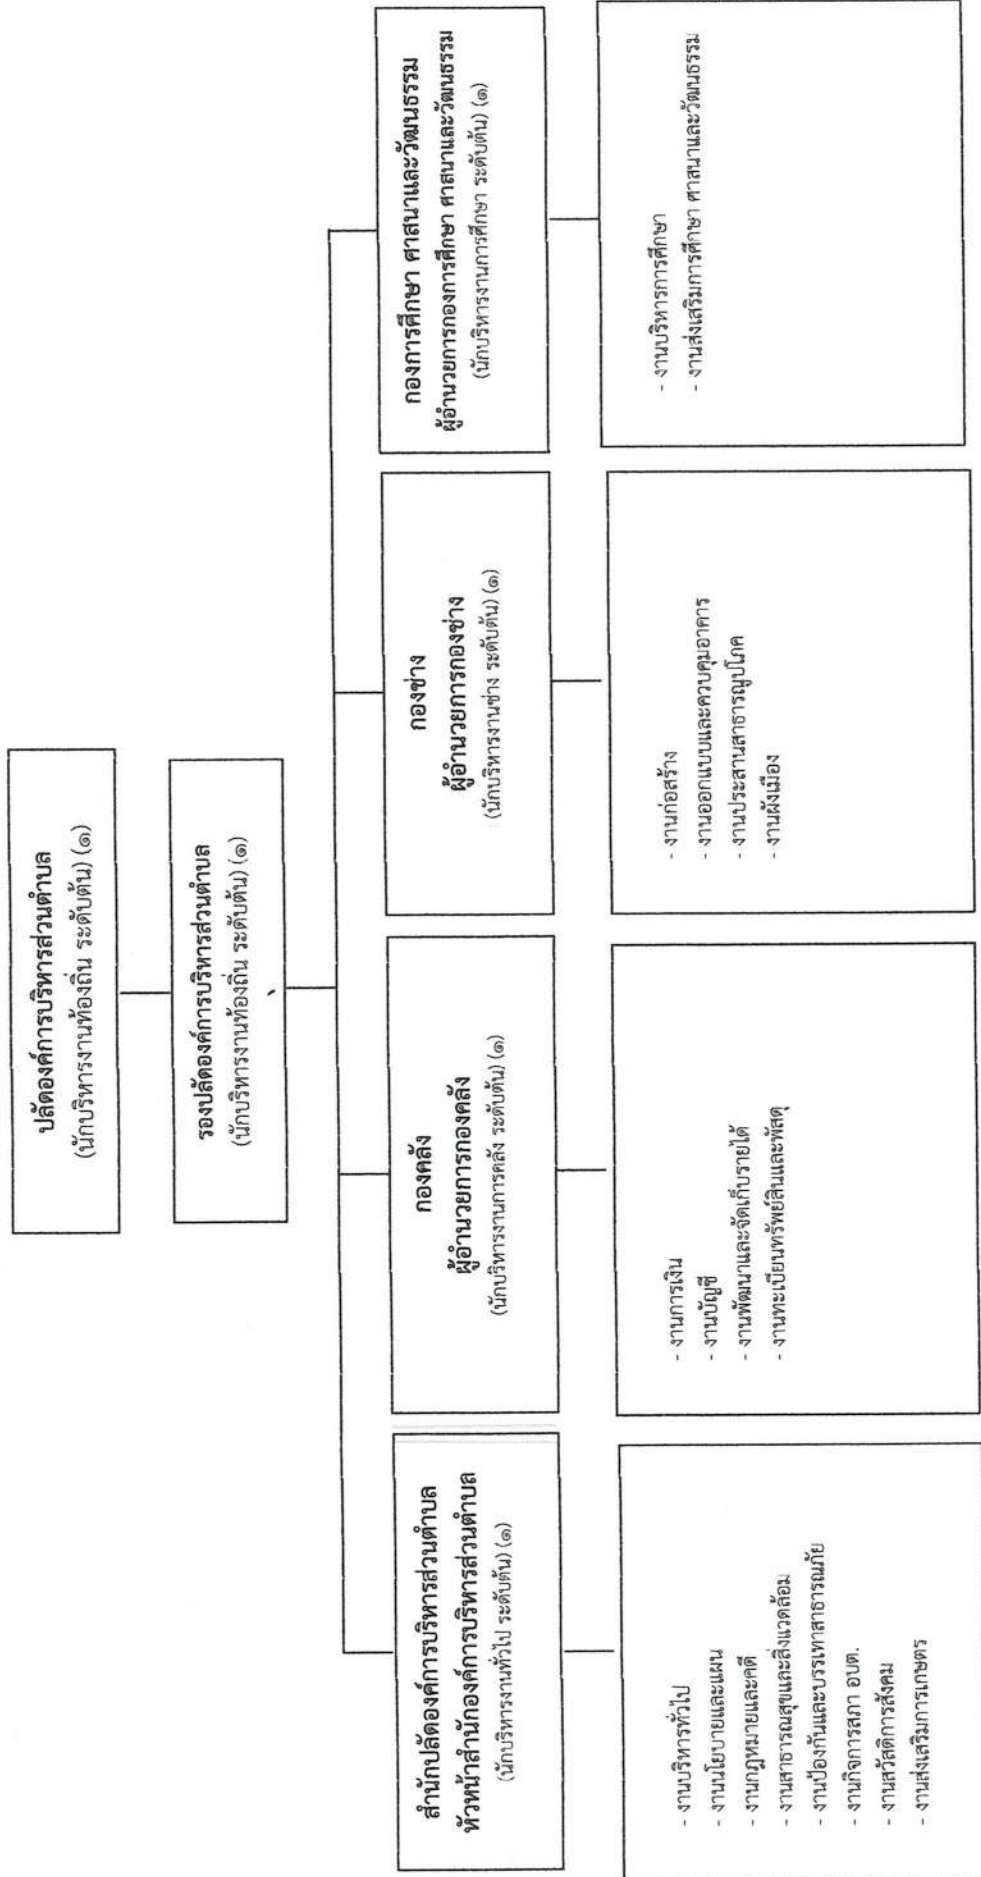 ปลัดองค์การบริหารส่วนตำบล
(นักบริหารงานท้องถิ่น ระดับต้น) (๑)
รองปลัดองค์การบริหารส่วนตำบล
(นักบริหารงานท้องถิ่น ระดับต้น) (๑)
สำนักปลัดองค์การบริหารส่วนตำบล
หัวหน้าสำนักองค์การบริหารส่วนตำบล
(นักบริหารงานทั่วไป ระดับต้น) (๑)
กองคลัง
ผู้อำนวยการกองคลัง
(นักบริหารงานการคลัง ระดับต้น) (๑)
กองช่าง
ผู้อำนวยการกองช่าง
(นักบริหารงานช่าง ระดับต้น) (๑)
กองการศึกษา ศาสนาและวัฒนธรรม
ผู้อำนวยการกองการศึกษา ศาสนาและวัฒนธรรม
(นักบริหารงานการศึกษา ระดับต้น) (๑)
- งานบริหารทั่วไป
- งานนโยบายและแผน
- งานกฎหมายและคดี
- งานสาธารณสุขและสิ่งแวดล้อม
- งานป้องกันและบรรเทาสาธารณภัย
- งานกิจการสภา อบต.
- งานสวัสดิการสังคม
- งานส่งเสริมการเกษตร
- งานการเงิน
- งานบัญชี
- งานพัฒนาและจัดเก็บรายได้
- งานทะเบียนทรัพย์สินและพัสดุ
- งานก่อสร้าง
- งานออกแบบและควบคุมอาคาร
- งานประสานสาธารณูปโภค
- งานผังเมือง
- งานบริหารการศึกษา
- งานส่งเสริมการศึกษา ศาสนาและวัฒนธรรม